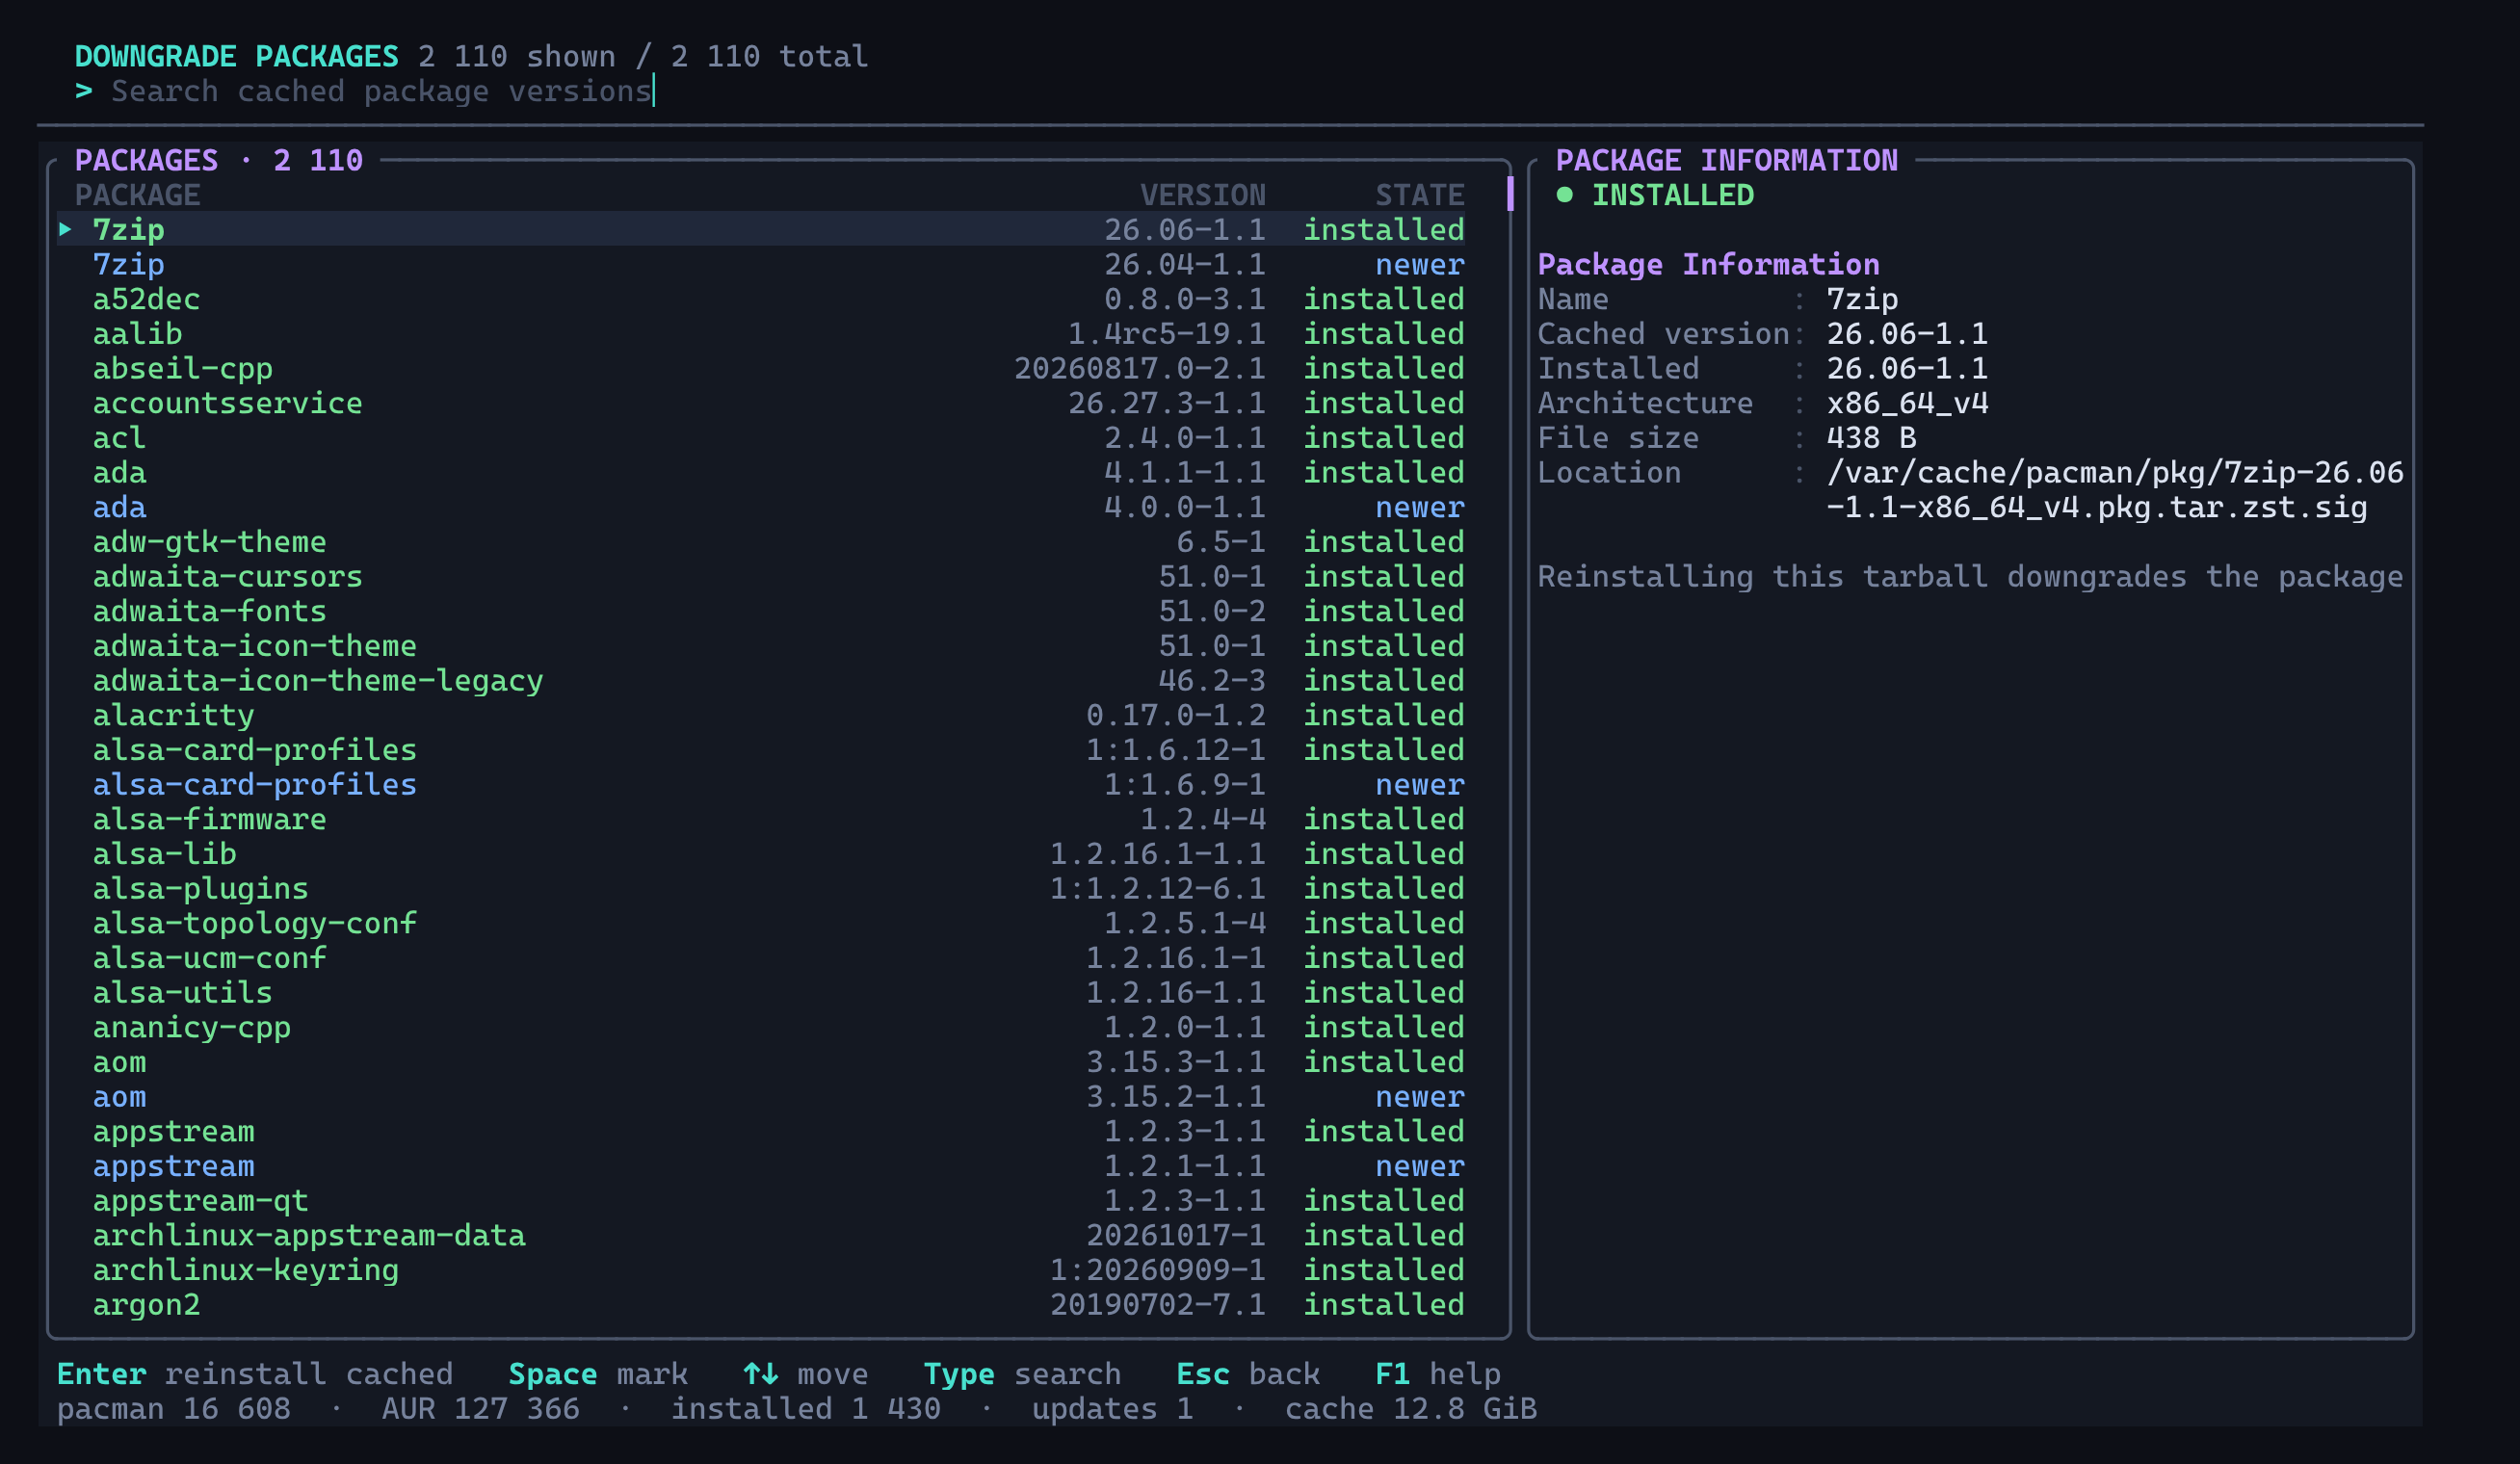 DOWNGRADE PACKAGES 2 110 shown / 2 110 total
> Search cached package versions
PACKAGES · 2 110
PACKAGE VERSION STATE
▸ 7zip 26.06-1.1 installed
7zip 26.04-1.1 newer
a52dec 0.8.0-3.1 installed
aalib 1.4rc5-19.1 installed
abseil-cpp 20260817.0-2.1 installed
accountsservice 26.27.3-1.1 installed
acl 2.4.0-1.1 installed
ada 4.1.1-1.1 installed
ada 4.0.0-1.1 newer
adw-gtk-theme 6.5-1 installed
adwaita-cursors 51.0-1 installed
adwaita-fonts 51.0-2 installed
adwaita-icon-theme 51.0-1 installed
adwaita-icon-theme-legacy 46.2-3 installed
alacritty 0.17.0-1.2 installed
alsa-card-profiles 1:1.6.12-1 installed
alsa-card-profiles 1:1.6.9-1 newer
alsa-firmware 1.2.4-4 installed
alsa-lib 1.2.16.1-1.1 installed
alsa-plugins 1:1.2.12-6.1 installed
alsa-topology-conf 1.2.5.1-4 installed
alsa-ucm-conf 1.2.16.1-1 installed
alsa-utils 1.2.16-1.1 installed
ananicy-cpp 1.2.0-1.1 installed
aom 3.15.3-1.1 installed
aom 3.15.2-1.1 newer
appstream 1.2.3-1.1 installed
appstream 1.2.1-1.1 newer
appstream-qt 1.2.3-1.1 installed
archlinux-appstream-data 20261017-1 installed
archlinux-keyring 1:20260909-1 installed
argon2 20190702-7.1 installed
PACKAGE INFORMATION
● INSTALLED
Package Information
Name : 7zip
Cached version: 26.06-1.1
Installed : 26.06-1.1
Architecture : x86_64_v4
File size : 438 B
Location : /var/cache/pacman/pkg/7zip-26.06
-1.1-x86_64_v4.pkg.tar.zst.sig
Reinstalling this tarball downgrades the package
Enter reinstall cached Space mark ↑↓ move Type search Esc back F1 help
pacman 16 608 · AUR 127 366 · installed 1 430 · updates 1 · cache 12.8 GiB